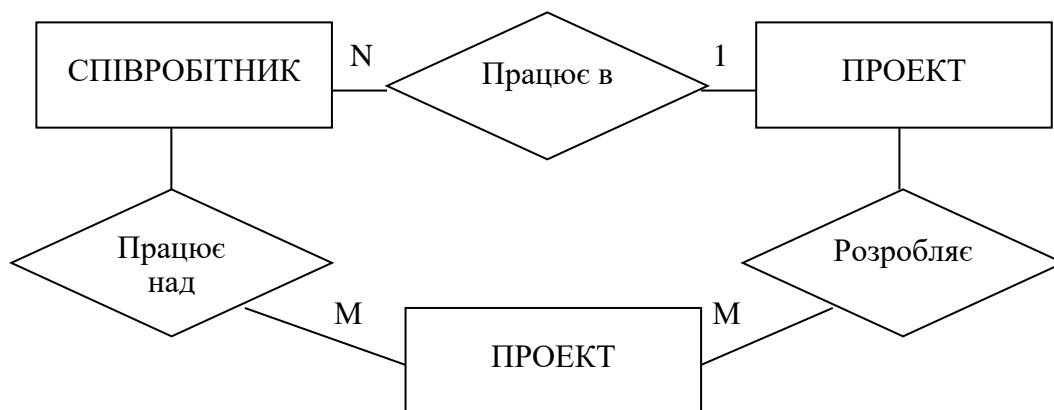 СПІВРОБІТНИК
N
Працює в
1
ПРОЕКТ
Працює
над
Розробляє
М
ПРОЕКТ
М